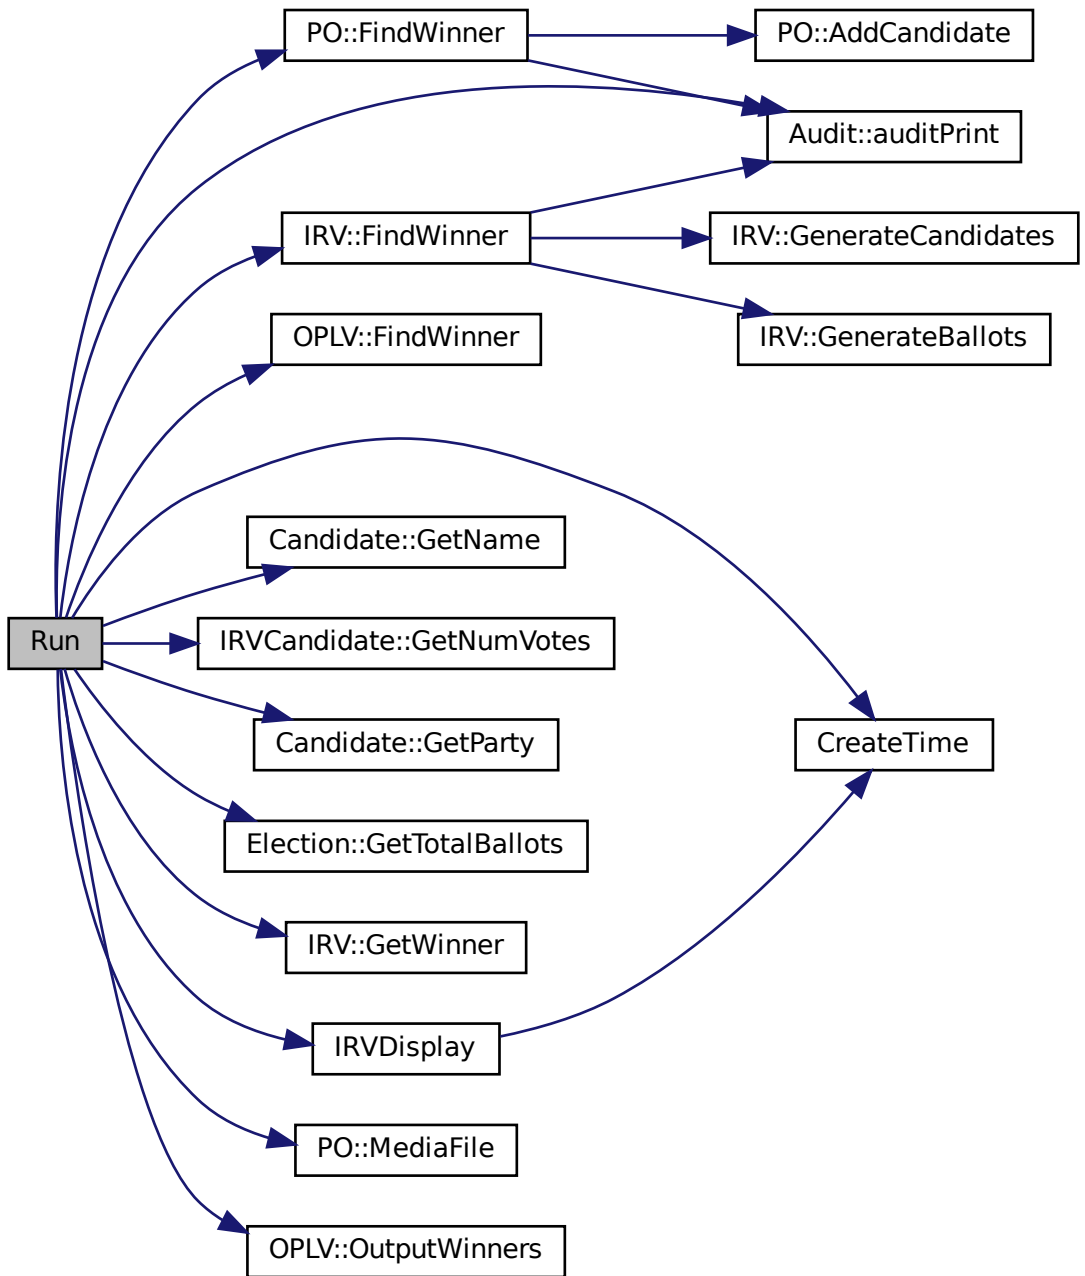 PO::FindWinner
PO::AddCandidate
Audit::auditPrint
IRV::FindWinner
IRV::GenerateCandidates
OPLV::FindWinner
IRV::GenerateBallots
Candidate::GetName
Run
IRVCandidate::GetNumVotes
Candidate::GetParty
CreateTime
Election::GetTotalBallots
IRV::GetWinner
IRVDisplay
PO::MediaFile
OPLV::OutputWinners